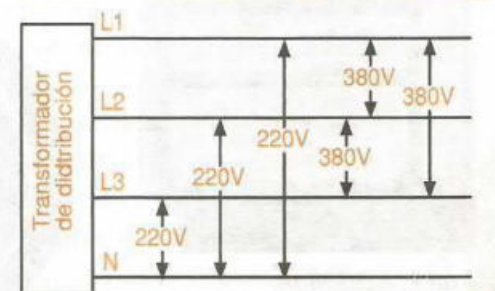 Transformador
de didtribución
L1
L2
L3
N
380V
380V
220V
380V
220V
220V